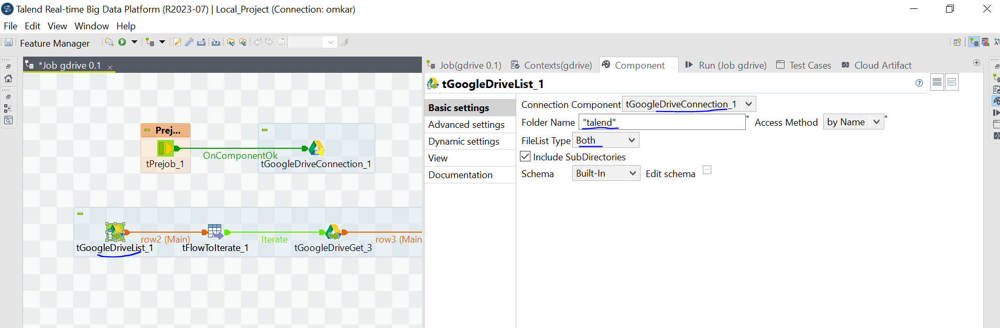 Talend Real-time Big Data Platform (R2023-07) | Local_Project (Connection: omkar)
File Edit View Window Help
Feature Manager
*Job gdrive 0.1
Job(gdrive 0.1) Contexts(gdrive) Component Run (Job gdrive) Test Cases Cloud Artifact
tGoogleDriveList_1
Basic settings
Advanced settings
Dynamic settings
View
Documentation
Connection Component tGoogleDriveConnection_1
Folder Name "talend" * Access Method by Name *
FileList Type Both
Include SubDirectories
Schema Built-In Edit schema ...
Prej...
OnComponentOk
tPrejob_1 tGoogleDriveConnection_1
row2 (Main) Iterate row3 (Main
tGoogleDriveList_1 tFlowToIterate_1 tGoogleDriveGet_3